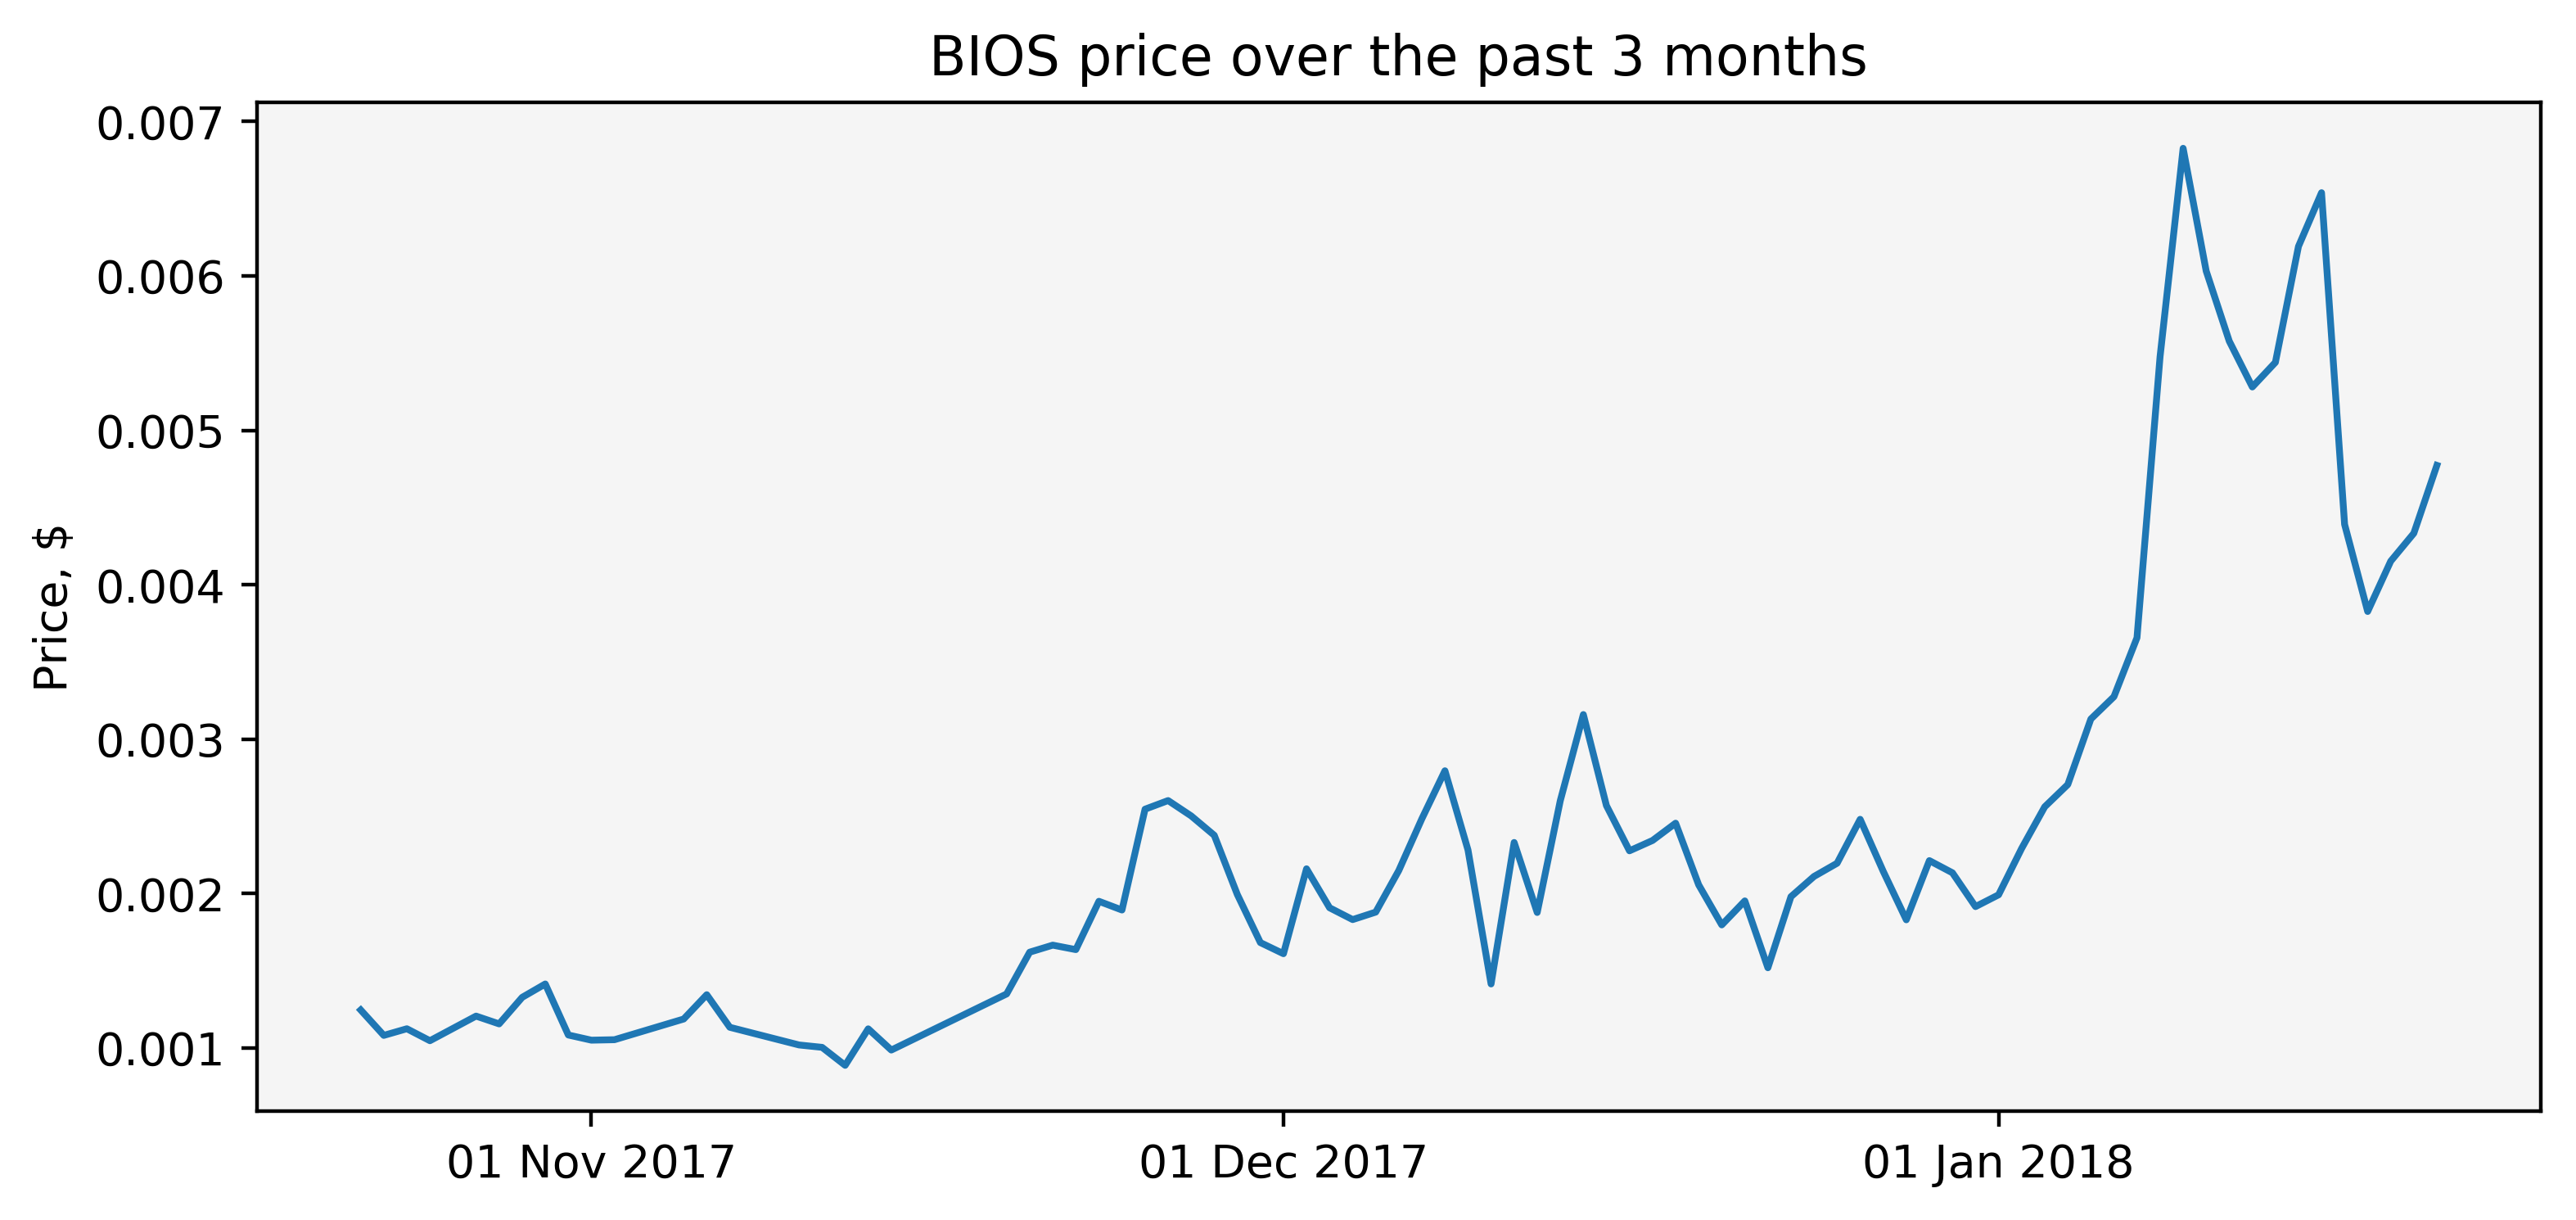 BIOS price over the past 3 months
Price, $
0.007
0.006
0.005
0.004
0.003
0.002
0.001
01 Nov 2017
01 Dec 2017
01 Jan 2018